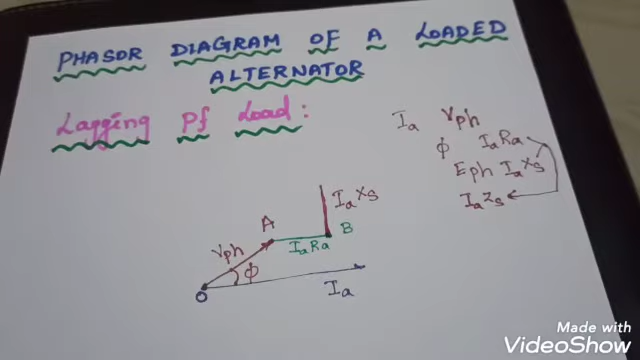 PHASOR DIAGRAM OF A LOADED
ALTERNATOR
Lagging Pf Load:
Ia Vph
ϕ IaRa
Eph IaXs
IaZs
IaXs
A
B
Vph
IaRa
ϕ
O
Ia
Made with
VideoShow